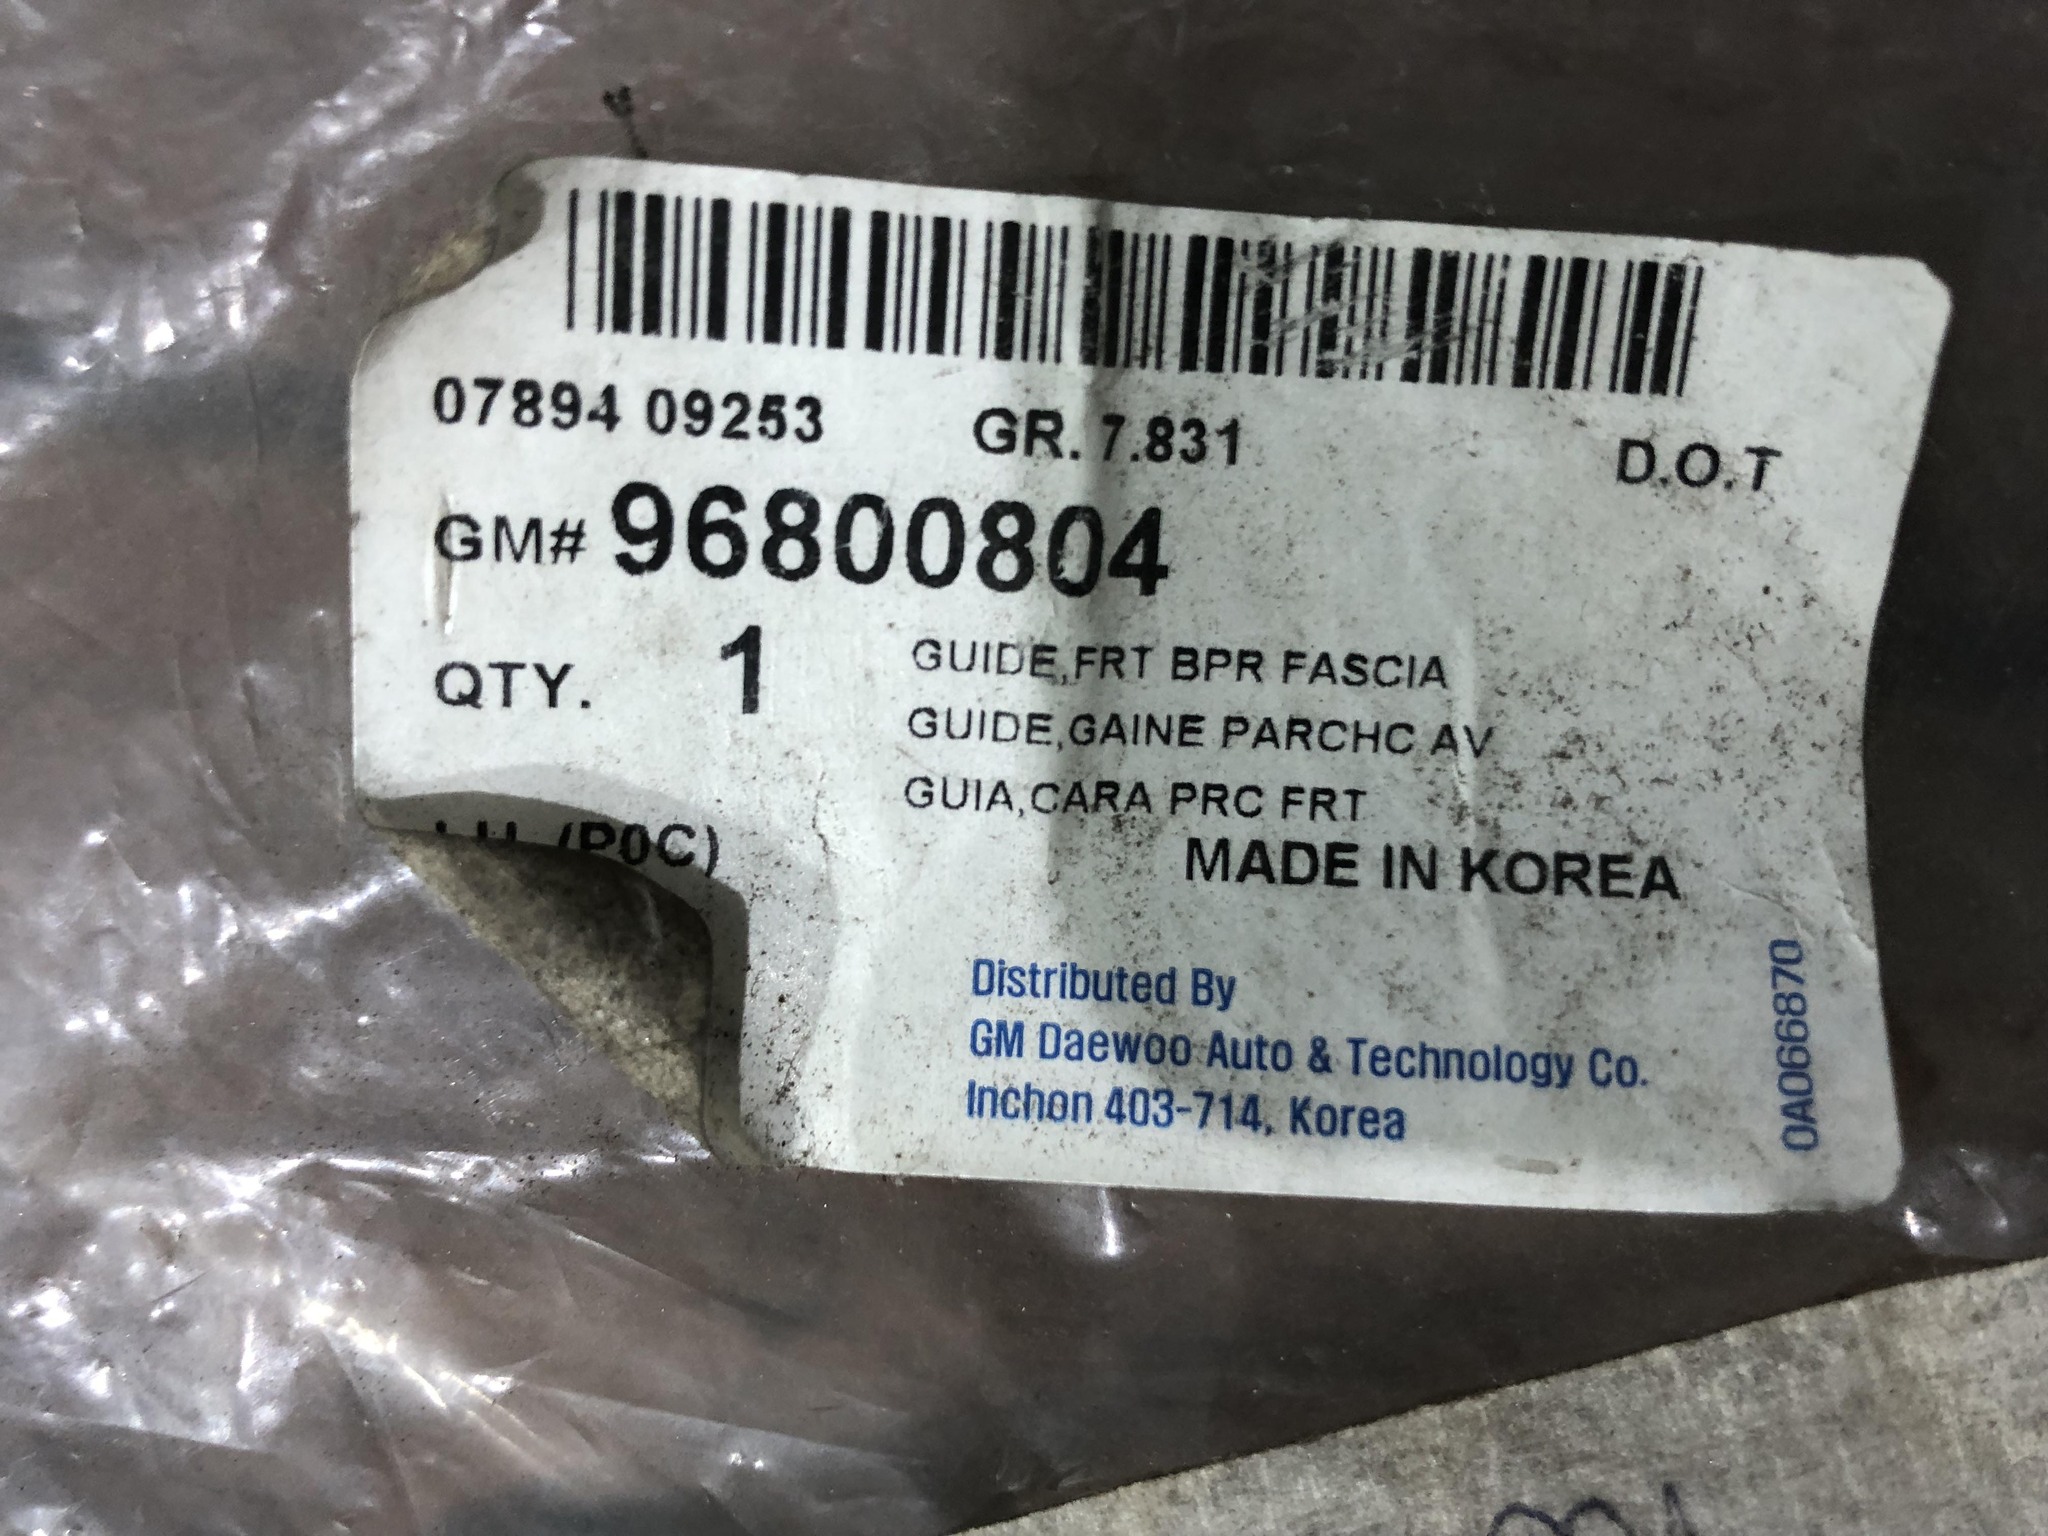 07894 09253 GR. 7.831 D.O.T
GM# 96800804
QTY. 1
GUIDE,FRT BPR FASCIA
GUIDE,GAINE PARCHC AV
GUIA,CARA PRC FRT
(P0C)
MADE IN KOREA
Distributed By
GM Daewoo Auto & Technology Co.
Inchon 403-714, Korea
0A066870